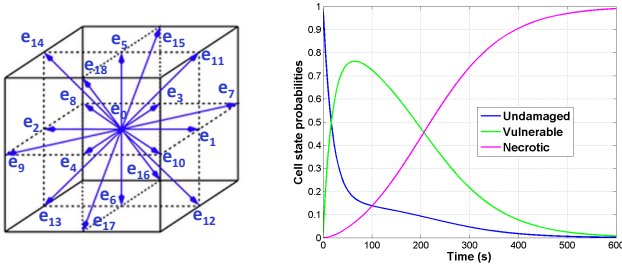 e14
e5
e15
e11
e18
e7
e8
e0
e3
e2
e1
e9
e4
e10
e16
e6
e13
e17
e12
Cell state probabilities
1
0.9
0.8
0.7
0.6
0.5
0.4
0.3
0.2
0.1
0
Undamaged
Vulnerable
Necrotic
0 100 200 300 400 500 600
Time (s)